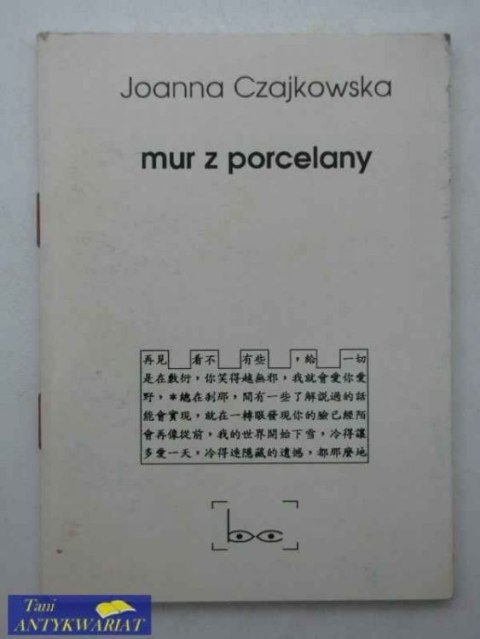 Joanna Czajkowska
mur z porcelany
再見 看不 有些 ，給 一切
是在敷衍，你笑得越無邪，我就會愛你愛
野，*總在剎那，間有一些了解說過的話
能會實現，就在一轉眼發現你的臉已經陌
會再像從前，我的世界開始下雪，冷得讓
多愛一天，冷得連隱藏的遺憾，都那麼地
bc
Tani
ANTYKWARIAT